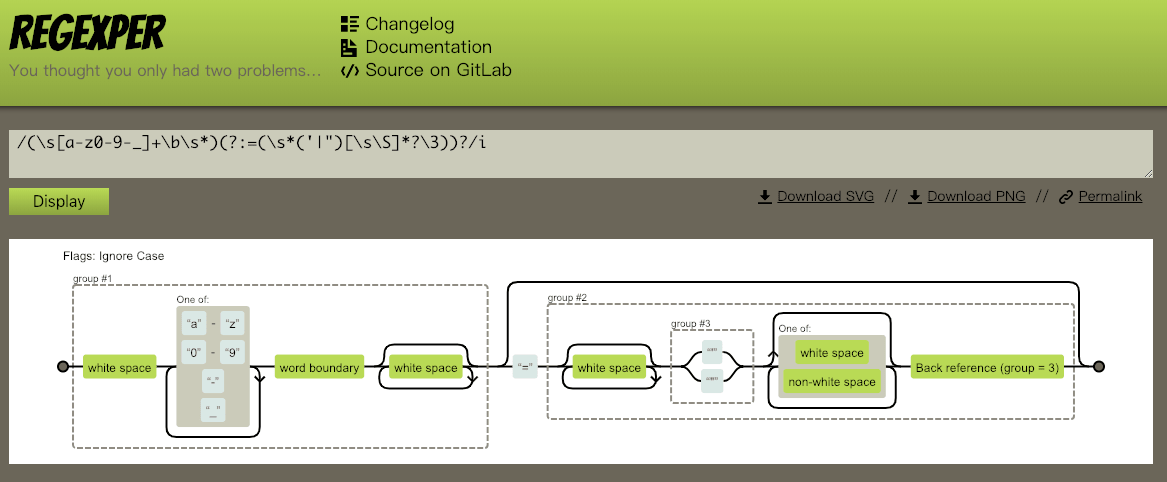 REGEXPER
You thought you only had two problems...
Changelog
Documentation
Source on GitLab
/(\s[a-z0-9-_]+\b\s*)(?:=(\s*('|")[\s\S]*?\3))?/i
Display
Download SVG // Download PNG // Permalink
Flags: Ignore Case
group #1
One of:
“a” - “z”
“0” - “9”
“-”
“_”
white space
word boundary
white space
“=”
group #2
white space
group #3
“'”
“"”
One of:
white space
non-white space
Back reference (group = 3)